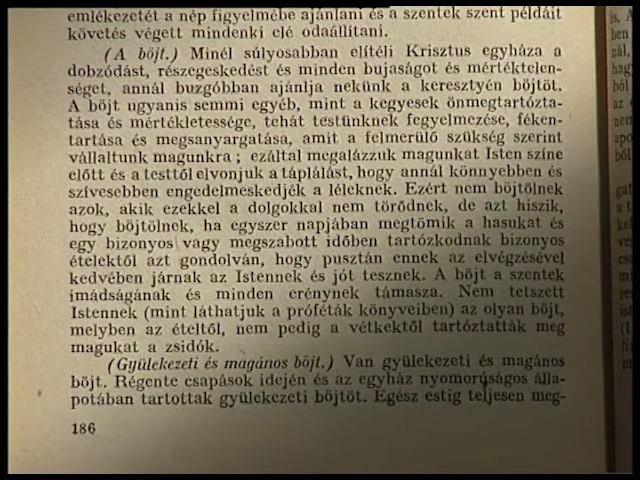 emlékezetét a nép figyelmébe ajánlani és a szentek szent példáit
követés végett mindenki elé odaállítani.
(A böjt.) Minél súlyosabban elítéli Krisztus egyháza a
dobzódást, részegeskedést és minden bujaságot és mértéktelen-
séget, annál buzgóbban ajánlja nekünk a keresztyén böjtöt.
A böjt ugyanis semmi egyéb, mint a kegyesek önmegtartózta-
tása és mértékletessége, tehát testünknek fegyelmezése, féken-
tartása és megsanyargatása, amit a felmerülő szükség szerint
vállaltunk magunkra ; ezáltal megalázzuk magunkat Isten színe
előtt és a testtől elvonjuk a táplálást, hogy annál könnyebben és
szívesebben engedelmeskedjék a léleknek. Ezért nem böjtölnek
azok, akik ezekkel a dolgokkal nem törődnek, de azt hiszik,
hogy böjtölnek, ha egyszer napjában megtömik a hasukat és
egy bizonyos vagy megszabott időben tartózkodnak bizonyos
ételektől azt gondolván, hogy pusztán ennek az elvégzésével
kedvében járnak az Istennek és jót tesznek. A böjt a szentek
imádságának és minden erénynek támasza. Nem tetszett
Istennek (mint láthatjuk a próféták könyveiben) az olyan böjt,
melyben az ételtől, nem pedig a vétkektől tartóztatták meg
magukat a zsidók.
(Gyülekezeti és magános böjt.) Van gyülekezeti és magános
böjt. Régente csapások idején és az egyház nyomorúságos álla-
potában tartottak gyülekezeti böjtöt. Egész estig teljesen meg-
186